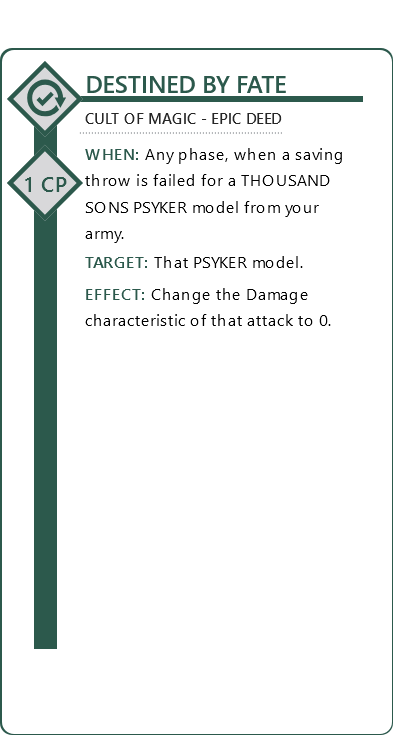 DESTINED BY FATE
CULT OF MAGIC - EPIC DEED
1 CP
WHEN: Any phase, when a saving
throw is failed for a THOUSAND
SONS PSYKER model from your
army.
TARGET: That PSYKER model.
EFFECT: Change the Damage
characteristic of that attack to 0.